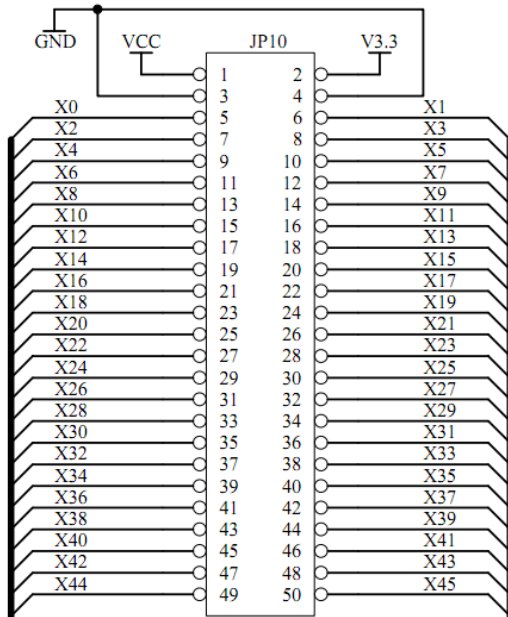 GND VCC JP10 V3.3
1 2
3 4
X0 5 6 X1
X2 7 8 X3
X4 9 10 X5
X6 11 12 X7
X8 13 14 X9
X10 15 16 X11
X12 17 18 X13
X14 19 20 X15
X16 21 22 X17
X18 23 24 X19
X20 25 26 X21
X22 27 28 X23
X24 29 30 X25
X26 31 32 X27
X28 33 34 X29
X30 35 36 X31
X32 37 38 X33
X34 39 40 X35
X36 41 42 X37
X38 43 44 X39
X40 45 46 X41
X42 47 48 X43
X44 49 50 X45